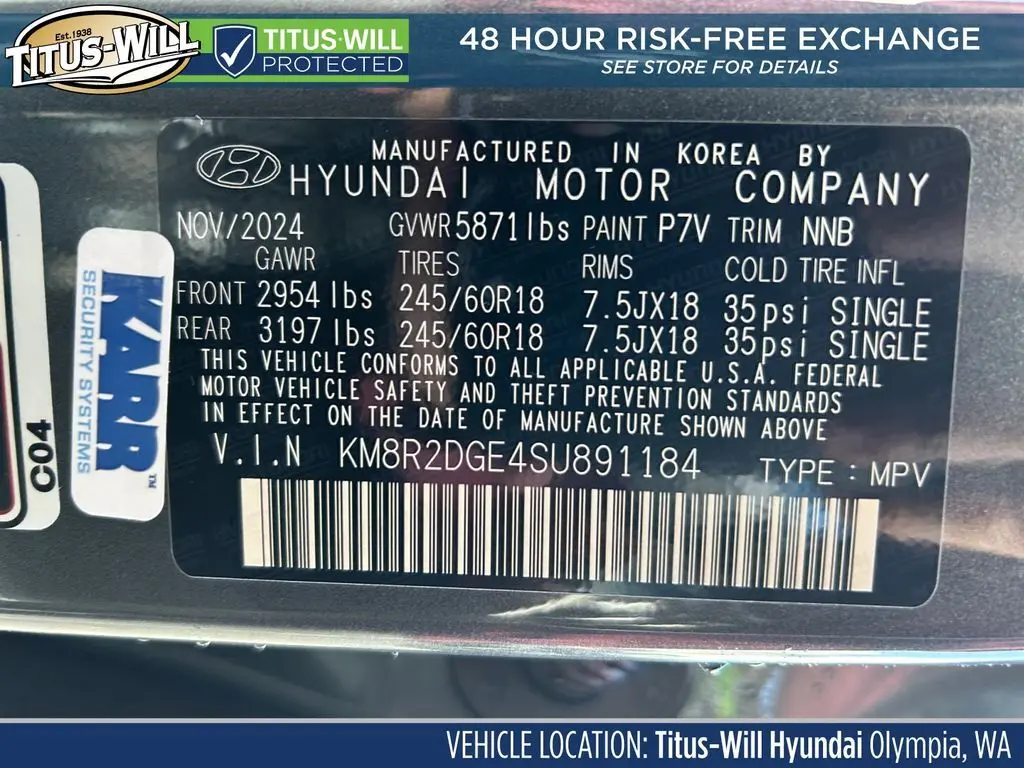 Est. 1938
TITUS-WILL
TITUS-WILL
PROTECTED
48 HOUR RISK-FREE EXCHANGE
SEE STORE FOR DETAILS
MANUFACTURED IN KOREA BY
HYUNDAI MOTOR COMPANY
NOV/2024 GVWR 5871 lbs PAINT P7V TRIM NNB
GAWR TIRES RIMS COLD TIRE INFL
FRONT 2954 lbs 245/60R18 7.5JX18 35psi SINGLE
REAR 3197 lbs 245/60R18 7.5JX18 35psi SINGLE
THIS VEHICLE CONFORMS TO ALL APPLICABLE U.S.A. FEDERAL
MOTOR VEHICLE SAFETY AND THEFT PREVENTION STANDARDS
IN EFFECT ON THE DATE OF MANUFACTURE SHOWN ABOVE
V.I.N KM8R2DGE4SU891184 TYPE : MPV
KARR™
SECURITY SYSTEMS
C04
VEHICLE LOCATION: Titus-Will Hyundai Olympia, WA